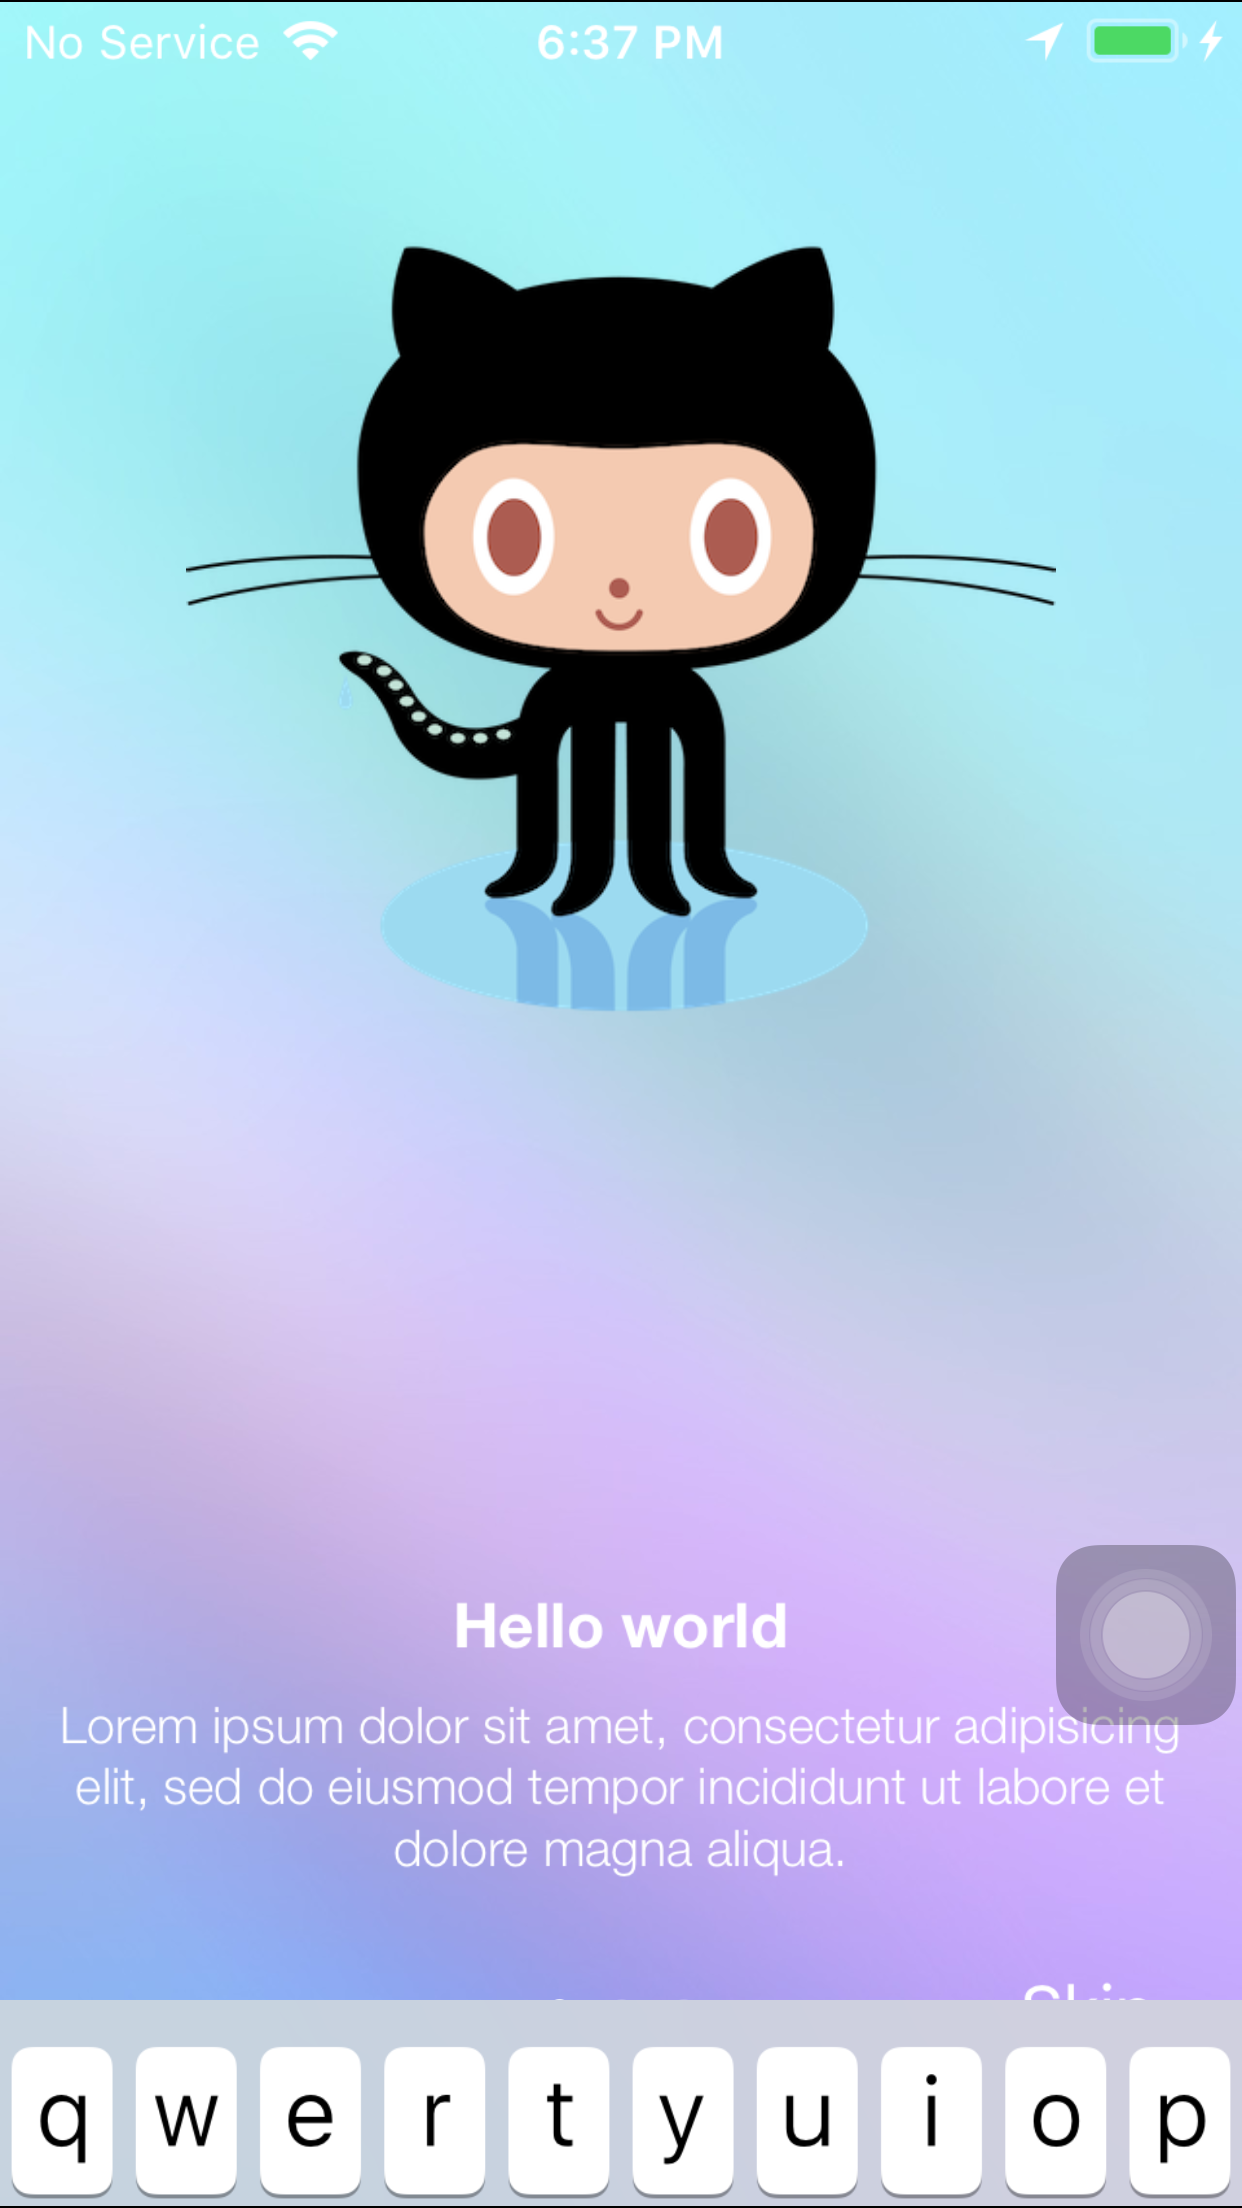 No Service 6:37 PM
Hello world
Lorem ipsum dolor sit amet, consectetur adipisicing
elit, sed do eiusmod tempor incididunt ut labore et
dolore magna aliqua.
Skip
q w e r t y u i o p